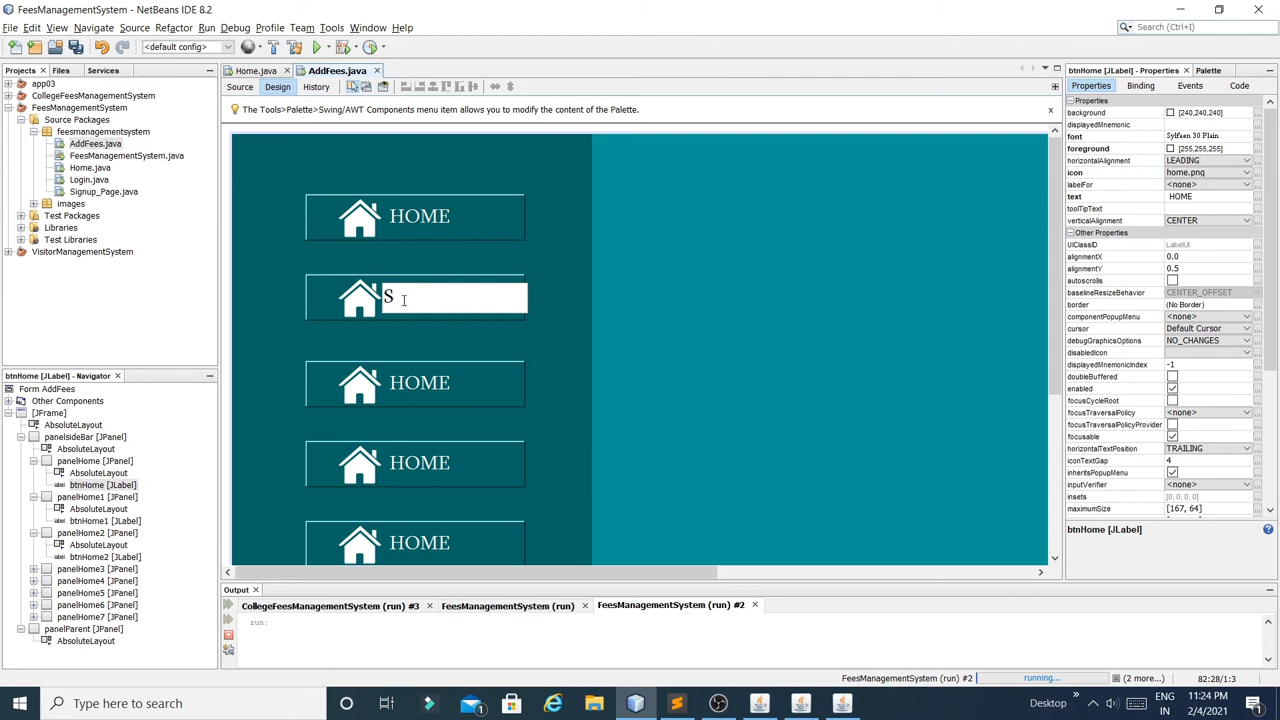 FeesManagementSystem - NetBeans IDE 8.2
File Edit View Navigate Source Refactor Run Debug Profile Team Tools Window Help
Search (Ctrl+I)
<default config>
Projects Files Services
Home.java AddFees.java
btnHome [JLabel] - Properties Palette
Source Design History
Properties Binding Events Code
The Tools>Palette>Swing/AWT Components menu item allows you to modify the content of the Palette.
app03
CollegeFeesManagementSystem
FeesManagementSystem
Source Packages
feesmanagementsystem
AddFees.java
FeesManagementSystem.java
Home.java
Login.java
Signup_Page.java
images
Test Packages
Libraries
Test Libraries
VisitorManagementSystem
HOME
S
HOME
HOME
HOME
Properties
background [240,240,240]
displayedMnemonic
font Sylfaen 30 Plain
foreground [255,255,255]
horizontalAlignment LEADING
icon home.png
labelFor <none>
text HOME
toolTipText
verticalAlignment CENTER
Other Properties
UIClassID LabelUI
alignmentX 0.0
alignmentY 0.5
autoscrolls
baselineResizeBehavior CENTER_OFFSET
border (No Border)
componentPopupMenu <none>
cursor Default Cursor
debugGraphicsOptions NO_CHANGES
disabledIcon
displayedMnemonicIndex -1
doubleBuffered
enabled
focusCycleRoot
focusTraversalPolicy <none>
focusTraversalPolicyProvider
focusable
horizontalTextPosition TRAILING
iconTextGap 4
inheritsPopupMenu
inputVerifier <none>
insets [0, 0, 0, 0]
maximumSize [167, 64]
btnHome [JLabel]
btnHome [JLabel] - Navigator
Form AddFees
Other Components
[JFrame]
AbsoluteLayout
panelsideBar [JPanel]
AbsoluteLayout
panelHome [JPanel]
AbsoluteLayout
btnHome [JLabel]
panelHome1 [JPanel]
AbsoluteLayout
btnHome1 [JLabel]
panelHome2 [JPanel]
AbsoluteLayout
btnHome2 [JLabel]
panelHome3 [JPanel]
panelHome4 [JPanel]
panelHome5 [JPanel]
panelHome6 [JPanel]
panelHome7 [JPanel]
panelParent [JPanel]
AbsoluteLayout
Output
CollegeFeesManagementSystem (run) #3 FeesManagementSystem (run) FeesManagementSystem (run) #2
run:
FeesManagementSystem (run) #2 running... (2 more...) 82:28/1:3
Type here to search
Desktop
ENG
IN
11:24 PM
2/4/2021